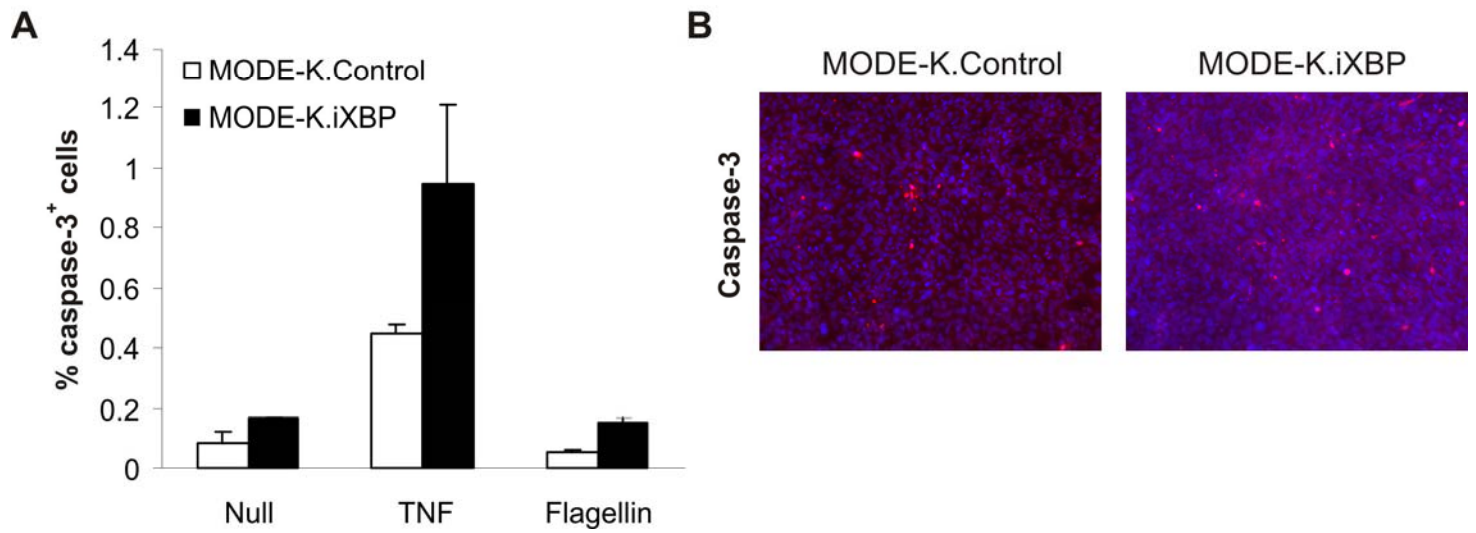 A
1.4
1.2
1
0.8
0.6
0.4
0.2
0
% caspase-3⁺ cells
MODE-K.Control
MODE-K.iXBP
Null TNF Flagellin
B
MODE-K.Control MODE-K.iXBP
Caspase-3